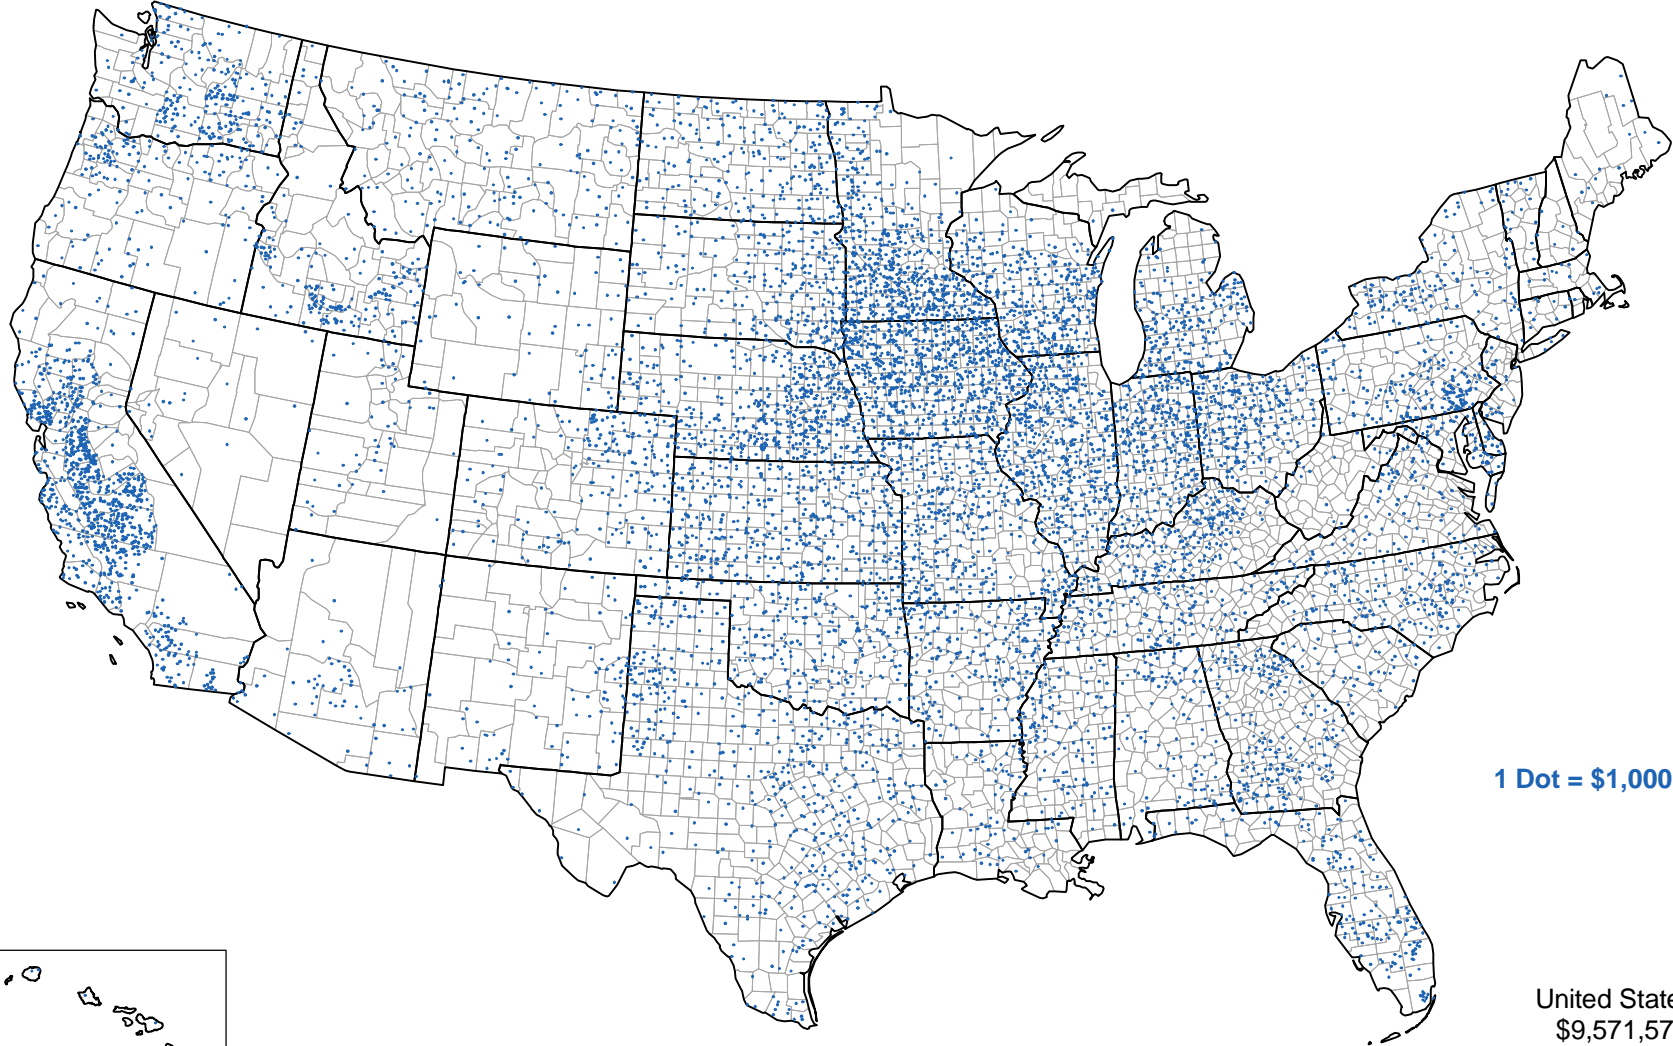 1 Dot = $1,000
United State
$9,571,57